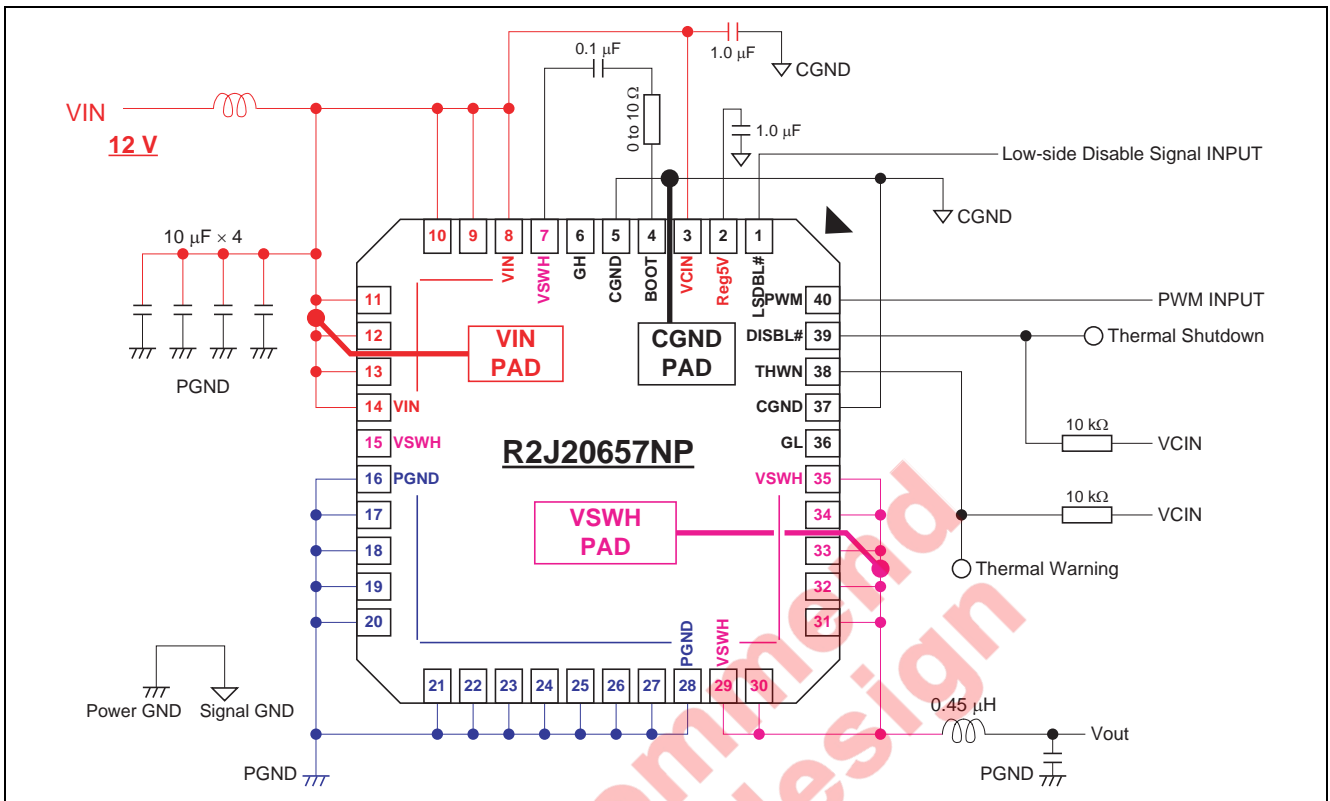 0.1 µF
1.0 µF
CGND
VIN
12 V
0 to 10 Ω
1.0 µF
Low-side Disable Signal INPUT
CGND
10 9 8 7 6 5 4 3 2 1
VIN VSWH GH CGND BOOT VCIN Reg5V LSDBL#
10 µF × 4
PGND
11
12
13
14 VIN
15 VSWH
16 PGND
17
18
19
20
VIN
PAD
CGND
PAD
R2J20657NP
VSWH
PAD
PWM 40 PWM INPUT
DISBL# 39 Thermal Shutdown
THWN 38
CGND 37
10 kΩ
VCIN
GL 36
VSWH 35
34
10 kΩ
VCIN
33
Thermal Warning
32
31
PGND VSWH
21 22 23 24 25 26 27 28 29 30
Power GND Signal GND
PGND
0.45 µH
Vout
PGND
ommend
design